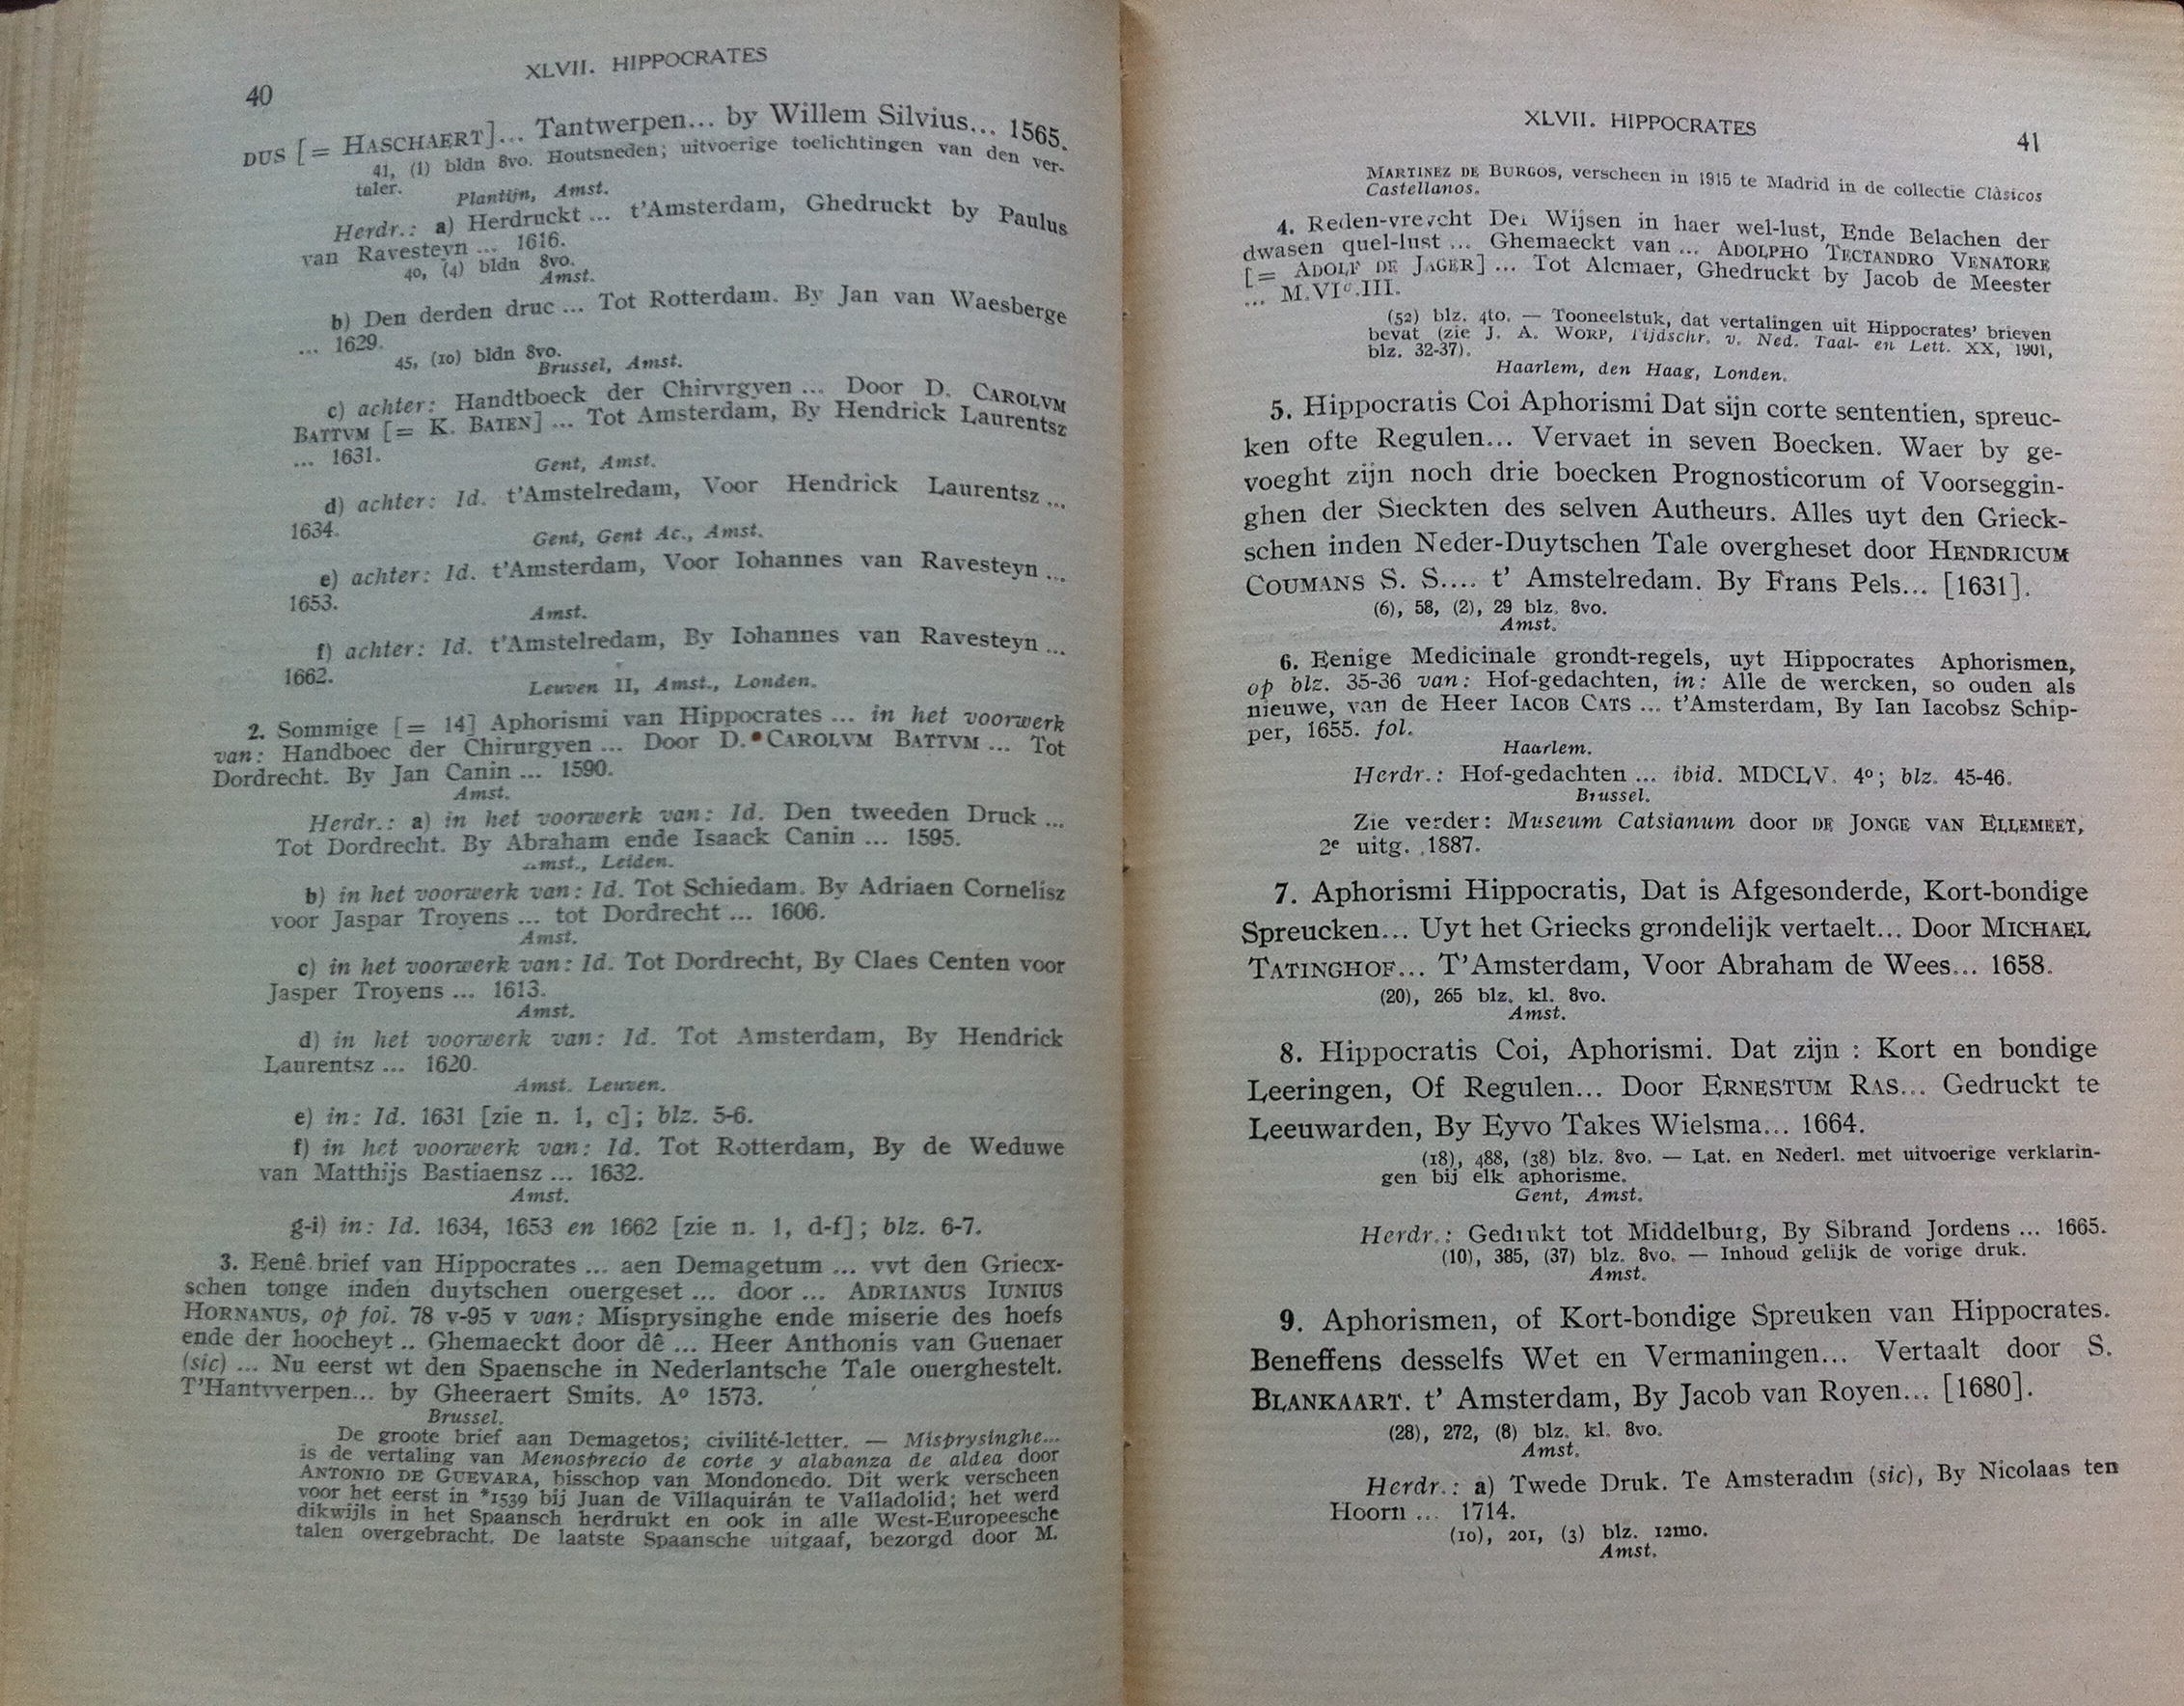 40
XLVII. HIPPOCRATES
DUS [= HASCHAERT]... Tantwerpen... by Willem Silvius... 1565.
41, (1) bldn 8vo. Houtsneden; uitvoerige toelichtingen van den ver-
taler.
Plantijn, Amst.
Herdr.: a) Herdruckt ... t'Amsterdam, Ghedruckt by Paulus
van Ravesteyn ... 1616.
40, (4) bldn 8vo.
Amst.
b) Den derden druc ... Tot Rotterdam. By Jan van Waesberge
... 1629.
45, (10) bldn 8vo.
Brussel, Amst.
c) achter: Handtboeck der Chirvrgyen ... Door D. CAROLVM
BATTVM [= K. BATEN] ... Tot Amsterdam, By Hendrick Laurentsz
... 1631.
Gent, Amst.
d) achter: Id. t'Amstelredam, Voor Hendrick Laurentsz ...
1634.
Gent, Gent Ac., Amst.
e) achter: Id. t'Amsterdam, Voor Iohannes van Ravesteyn ...
1653.
Amst.
f) achter: Id. t'Amstelredam, By Iohannes van Ravesteyn ...
1662.
Leuven II, Amst., Londen.
2. Sommige [= 14] Aphorismi van Hippocrates ... in het voorwerk
van: Handboec der Chirurgyen ... Door D. CAROLVM BATTVM ... Tot
Dordrecht. By Jan Canin ... 1590.
Amst.
Herdr.: a) in het voorwerk van: Id. Den tweeden Druck ...
Tot Dordrecht. By Abraham ende Isaack Canin ... 1595.
Amst., Leiden.
b) in het voorwerk van: Id. Tot Schiedam. By Adriaen Cornelisz
voor Jaspar Troyens ... tot Dordrecht ... 1606.
Amst.
c) in het voorwerk van: Id. Tot Dordrecht, By Claes Centen voor
Jasper Troyens ... 1613.
Amst.
d) in het voorwerk van: Id. Tot Amsterdam, By Hendrick
Laurentsz ... 1620.
Amst. Leuven.
e) in: Id. 1631 [zie n. 1, c]; blz. 5-6.
f) in het voorwerk van: Id. Tot Rotterdam, By de Weduwe
van Matthijs Bastiaensz ... 1632.
Amst.
g-i) in: Id. 1634, 1653 en 1662 [zie n. 1, d-f]; blz. 6-7.
3. Eenê brief van Hippocrates ... aen Demagetum ... vvt den Griecx-
schen tonge inden duytschen ouergeset ... door ... ADRIANUS IUNIUS
HORNANUS, op fol. 78 v-95 v van: Misprysinghe ende miserie des hoefs
ende der hoocheyt .. Ghemaeckt door dê ... Heer Anthonis van Guenaer
(sic) ... Nu eerst wt den Spaensche in Nederlantsche Tale ouerghestelt.
T'Hantvverpen... by Gheeraert Smits. Aº 1573.
Brussel.
De groote brief aan Demagetos; civilité-letter. — Misprysinghe...
is de vertaling van Menosprecio de corte y alabanza de aldea door
ANTONIO DE GUEVARA, bisschop van Mondonedo. Dit werk verscheen
voor het eerst in *1539 bij Juan de Villaquirán te Valladolid; het werd
dikwijls in het Spaansch herdrukt en ook in alle West-Europeesche
talen overgebracht. De laatste Spaansche uitgaaf, bezorgd door M.
XLVII. HIPPOCRATES
41
MARTINEZ DE BURGOS, verscheen in 1915 te Madrid in de collectie Clàsicos
Castellanos.
4. Reden-vrevcht Der Wijsen in haer wel-lust, Ende Belachen der
dwasen quel-lust ... Ghemaeckt van ... ADOLPHO TECTANDRO VENATORE
[= ADOLF DE JAGER] ... Tot Alcmaer, Ghedruckt by Jacob de Meester
... M.VIᶜ.III.
(52) blz. 4to. — Tooneelstuk, dat vertalingen uit Hippocrates' brieven
bevat (zie J. A. WORP, Tijdschr. v. Ned. Taal- en Lett. XX, 1901,
blz. 32-37).
Haarlem, den Haag, Londen.
5. Hippocratis Coi Aphorismi Dat sijn corte sententien, spreuc-
ken ofte Regulen... Vervaet in seven Boecken. Waer by ge-
voeght zijn noch drie boecken Prognosticorum of Voorseggin-
ghen der Sieckten des selven Autheurs. Alles uyt den Grieck-
schen inden Neder-Duytschen Tale overgheset door HENDRICUM
COUMANS S. S.... t' Amstelredam. By Frans Pels... [1631].
(6), 58, (2), 29 blz. 8vo.
Amst.
6. Eenige Medicinale grondt-regels, uyt Hippocrates Aphorismen,
op blz. 35-36 van: Hof-gedachten, in: Alle de wercken, so ouden als
nieuwe, van de Heer IACOB CATS ... t'Amsterdam, By Ian Iacobsz Schip-
per, 1655. fol.
Haarlem.
Herdr.: Hof-gedachten ... ibid. MDCLV. 4º; blz. 45-46.
Brussel.
Zie verder: Museum Catsianum door DE JONGE VAN ELLEMEET,
2ᵉ uitg. 1887.
7. Aphorismi Hippocratis, Dat is Afgesonderde, Kort-bondige
Spreucken... Uyt het Griecks grondelijk vertaelt... Door MICHAEL
TATINGHOF... T'Amsterdam, Voor Abraham de Wees... 1658.
(20), 265 blz. kl. 8vo.
Amst.
8. Hippocratis Coi, Aphorismi. Dat zijn : Kort en bondige
Leeringen, Of Regulen... Door ERNESTUM RAS... Gedruckt te
Leeuwarden, By Eyvo Takes Wielsma... 1664.
(18), 488, (38) blz. 8vo. — Lat. en Nederl. met uitvoerige verklarin-
gen bij elk aphorisme.
Gent, Amst.
Herdr.: Gedrukt tot Middelburg, By Sibrand Jordens ... 1665.
(10), 385, (37) blz. 8vo. — Inhoud gelijk de vorige druk.
Amst.
9. Aphorismen, of Kort-bondige Spreuken van Hippocrates.
Beneffens desselfs Wet en Vermaningen... Vertaalt door S.
BLANKAART. t' Amsterdam, By Jacob van Royen... [1680].
(28), 272, (8) blz. kl. 8vo.
Amst.
Herdr.: a) Twede Druk. Te Amsteradm (sic), By Nicolaas ten
Hoorn ... 1714.
(10), 201, (3) blz. 12mo.
Amst.